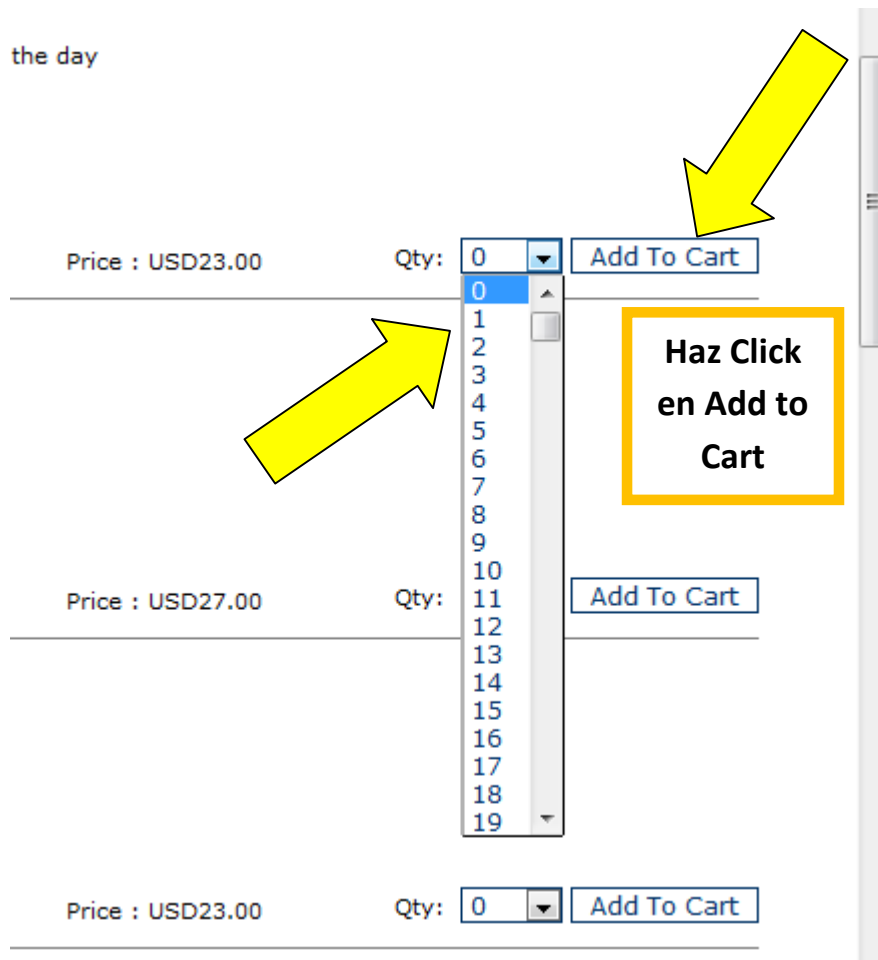 the day
Price : USD23.00 Qty: 0 Add To Cart
0
1
2
3
4
5
6
7
8
9
10
11
12
13
14
15
16
17
18
19
Haz Click
en Add to
Cart
Price : USD27.00 Qty: Add To Cart
Price : USD23.00 Qty: 0 Add To Cart